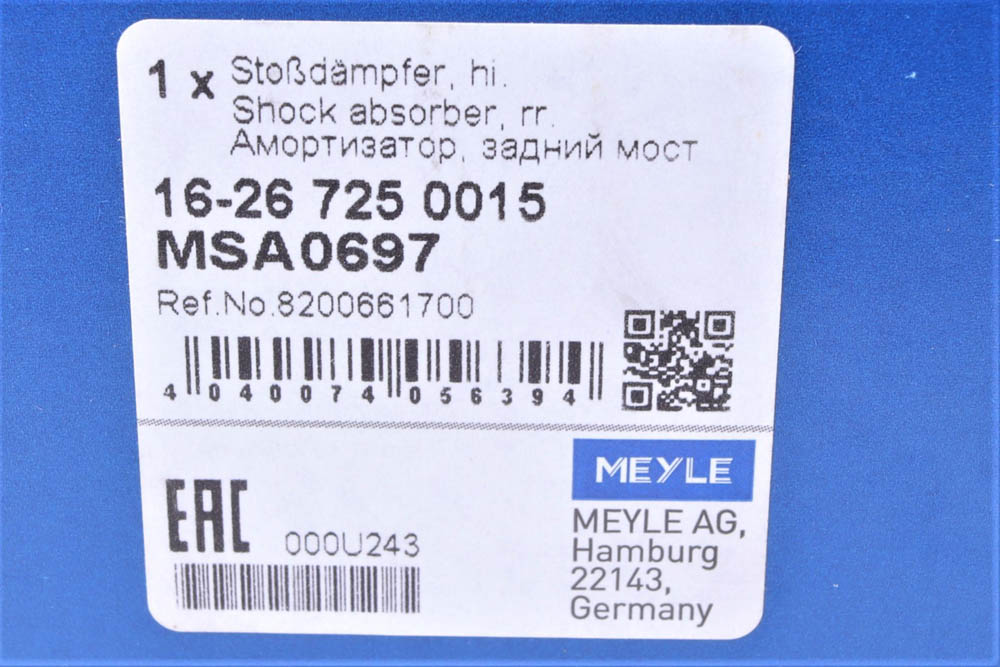 1 x Stoßdämpfer, hi.
Shock absorber, rr.
Амортизатор, задний мост
16-26 725 0015
MSA0697
Ref.No.8200661700
4 040074 056394
EAC
000U243
MEYLE
MEYLE AG,
Hamburg
22143,
Germany